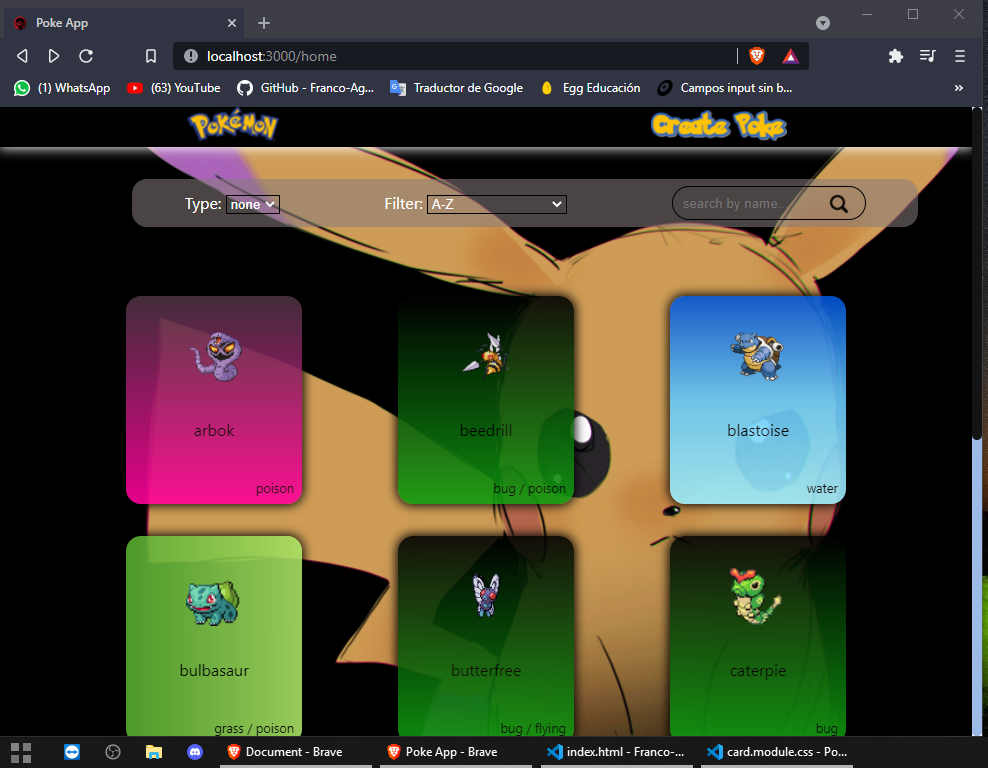 Poke App
localhost:3000/home
(1) WhatsApp (63) YouTube GitHub - Franco-Ag... Traductor de Google Egg Educación Campos input sin b... »
POKéMON Create Poke
Type: none Filter: A-Z search by name...
arbok beedrill blastoise
poison bug / poison water
bulbasaur butterfree caterpie
grass / poison bug / flying bug
Document - Brave Poke App - Brave index.html - Franco-... card.module.css - Po...